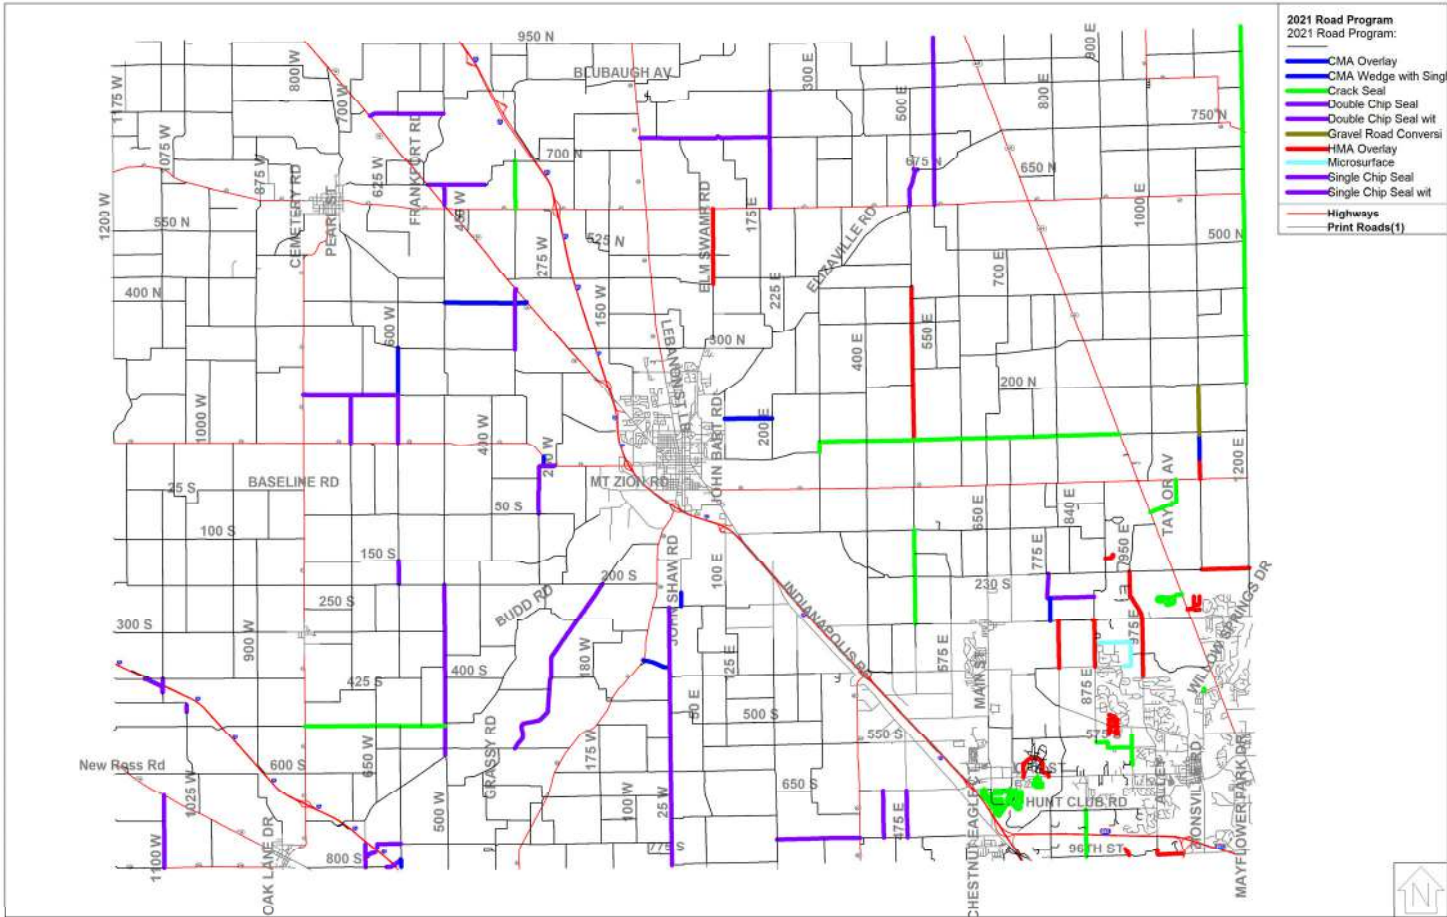 2021 Road Program
2021 Road Program:
CMA Overlay
CMA Wedge with Singl
Crack Seal
Double Chip Seal
Double Chip Seal wit
Gravel Road Conversi
HMA Overlay
Microsurface
Single Chip Seal
Single Chip Seal wit
Highways
Print Roads(1)
950 N
BLUBAUGH AV
800 W
700 W
1175 W
1075 W
875 W
625 W
FRANKFORT RD
700 N
300 E
500 E
900 E
800 E
750 N
675 N
650 N
1200 W
550 N
CEMETERY RD
PEARL ST
450 W
525 N
275 W
ELM SWAMP RD
175 E
ELIZAVILLE RD
1000 E
500 N
400 N
600 W
150 W
225 E
700 E
LEBANON ST
300 N
400 E
550 E
200 N
1000 W
400 W
JOHN BART RD
200 E
1200 E
25 S
BASELINE RD
MT ZION RD
50 S
650 E
840 E
TAYLOR AV
100 S
150 S
200 S
JOHN SHAW RD
100 E
775 E
950 E
230 S
250 S
BUDD RD
INDIANAPOLIS RD
300 S
900 W
180 W
125 E
575 E
MAIN ST
975 E
875 E
425 S
400 S
50 E
500 S
550 S
575 S
GRASSY RD
175 W
New Ross Rd
600 S
650 W
650 S
1025 W
500 W
100 W
25 W
475 E
HUNT CLUB RD
1100 W
OAK LANE DR
800 S
775 S
96TH ST
MAYFLOWER PARK DR
N